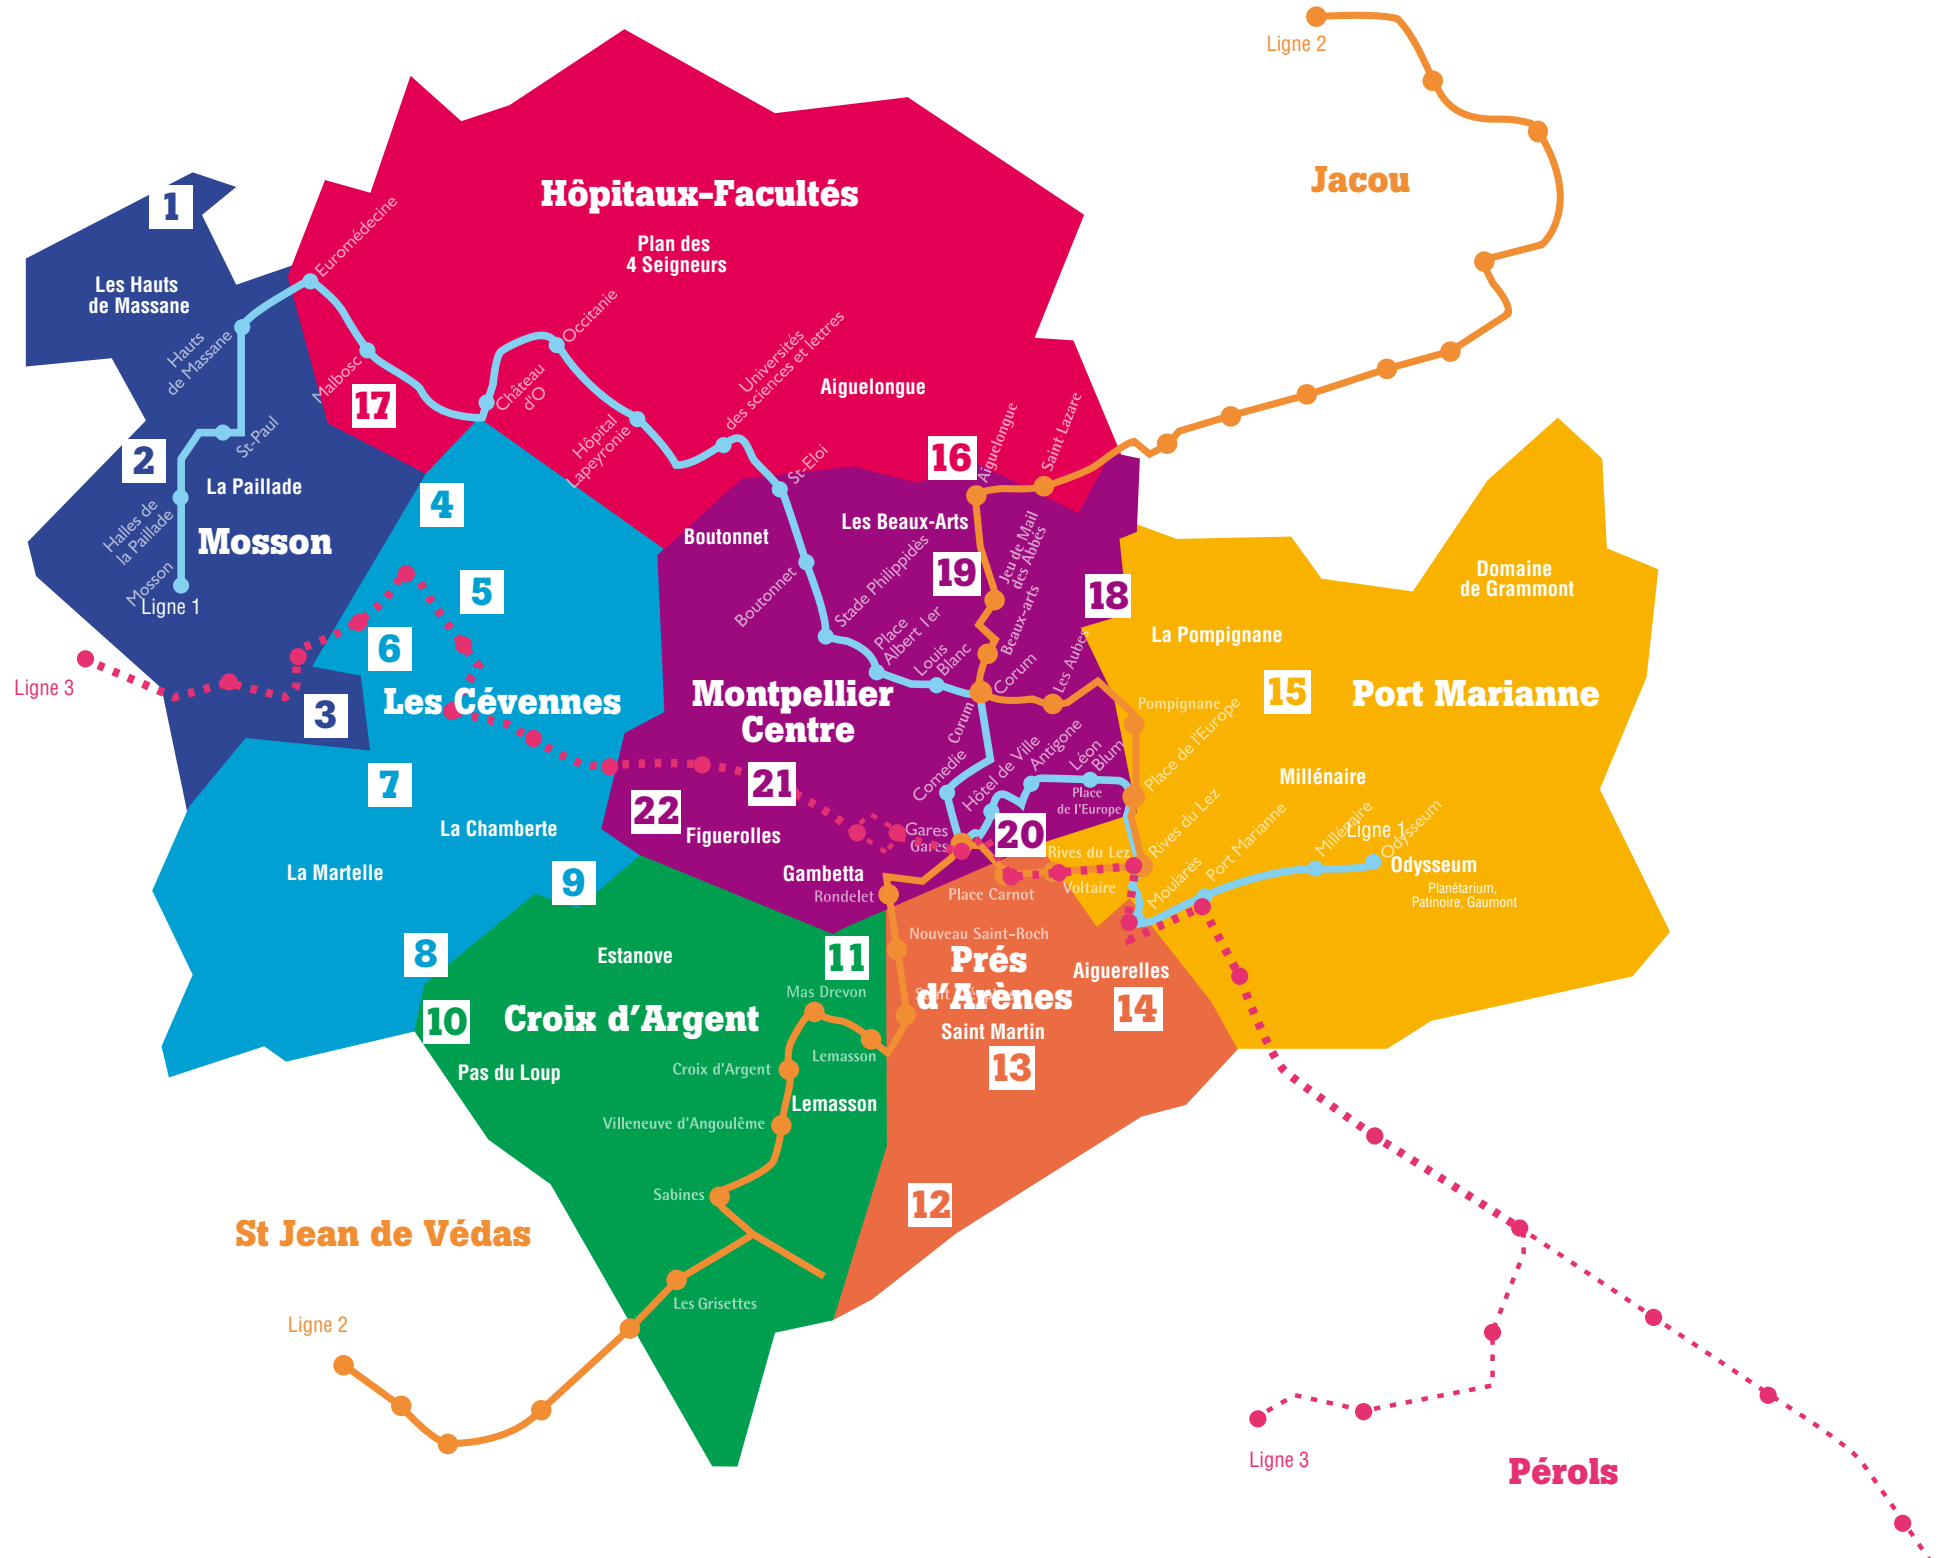 Ligne 2
Jacou
Hôpitaux-Facultés
Plan des
4 Seigneurs
1
Les Hauts
de Massane
Euromédecine
Hauts
de Massane
Malbosc
17
Château
d'O
Occitanie
Hôpital
Lapeyronie
Universités
des sciences et lettres
Aiguelongue
16
Aiguelongue
Saint-Lazare
St-Eloi
2
St-Paul
La Paillade
Halles de
la Paillade
Mosson
Mosson
Ligne 1
Ligne 3
3
4
5
6
Les Cévennes
7
La Chamberte
La Martelle
8
9
Boutonnet
Boutonnet
Les Beaux-Arts
19
Stade Philippidès
Jeu de Mail
des Abbés
Beaux-arts
18
Place
Albert 1er
Louis
Blanc
Corum
Corum
Les Aubes
Montpellier
Centre
Comedie
Hôtel de Ville
Antigone
Léon
Blum
Place
de l'Europe
21
22
Figuerolles
Gares
Gares
20
Gambetta
Rondelet
Domaine
de Grammont
La Pompignane
15
Port Marianne
Pompignane
Place de l'Europe
Millénaire
Rives du Lez
Rives du Lez
Port Marianne
Millénaire
Ligne 1
Odysseum
Odysseum
Planétarium,
Patinoire, Gaumont
Moularès
Voltaire
Place Carnot
Nouveau Saint-Roch
Prés
d'Arènes
Saint Martin
13
Aiguerelles
14
12
11
Estanove
Mas Drevon
10
Croix d'Argent
Lemasson
Croix d'Argent
Pas du Loup
Lemasson
Villeneuve d'Angoulême
Sabines
Les Grisettes
St Jean de Védas
Ligne 2
Ligne 3
Pérols